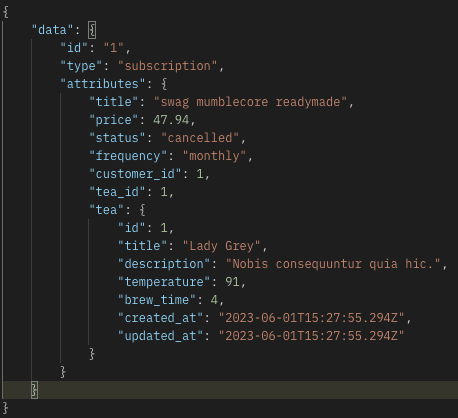 {
    "data": {
        "id": "1",
        "type": "subscription",
        "attributes": {
            "title": "swag mumblecore readymade",
            "price": 47.94,
            "status": "cancelled",
            "frequency": "monthly",
            "customer_id": 1,
            "tea_id": 1,
            "tea": {
                "id": 1,
                "title": "Lady Grey",
                "description": "Nobis consequuntur quia hic.",
                "temperature": 91,
                "brew_time": 4,
                "created_at": "2023-06-01T15:27:55.294Z",
                "updated_at": "2023-06-01T15:27:55.294Z"
            }
        }
    }
}